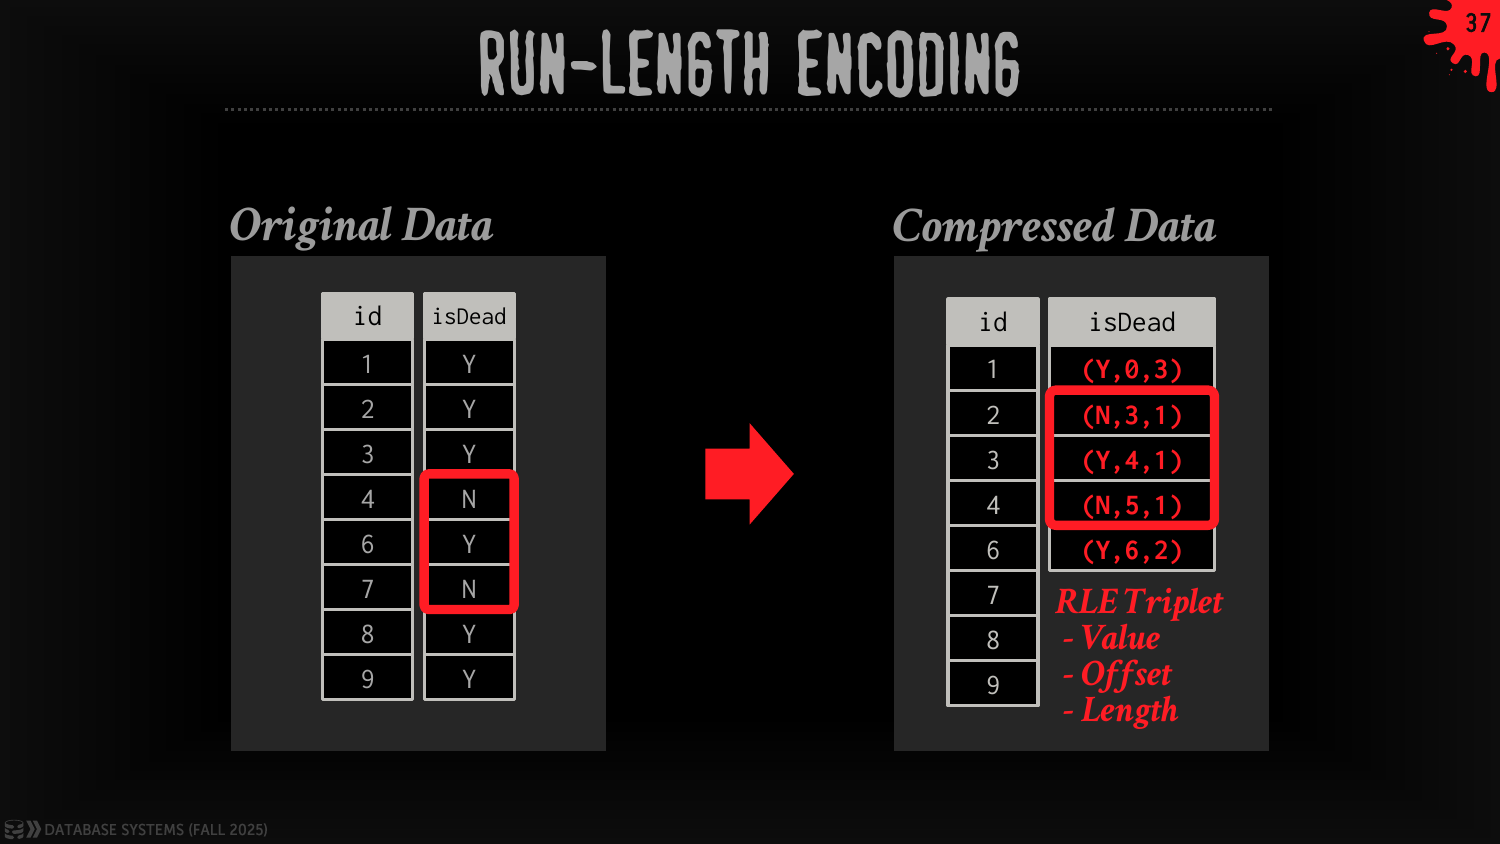 37
RUN-LENGTH ENCODING
Original Data
id isDead
1 Y
2 Y
3 Y
4 N
6 Y
7 N
8 Y
9 Y
Compressed Data
id isDead
1 (Y,0,3)
2 (N,3,1)
3 (Y,4,1)
4 (N,5,1)
6 (Y,6,2)
7
8
9
RLE Triplet
- Value
- Offset
- Length
DATABASE SYSTEMS (FALL 2025)